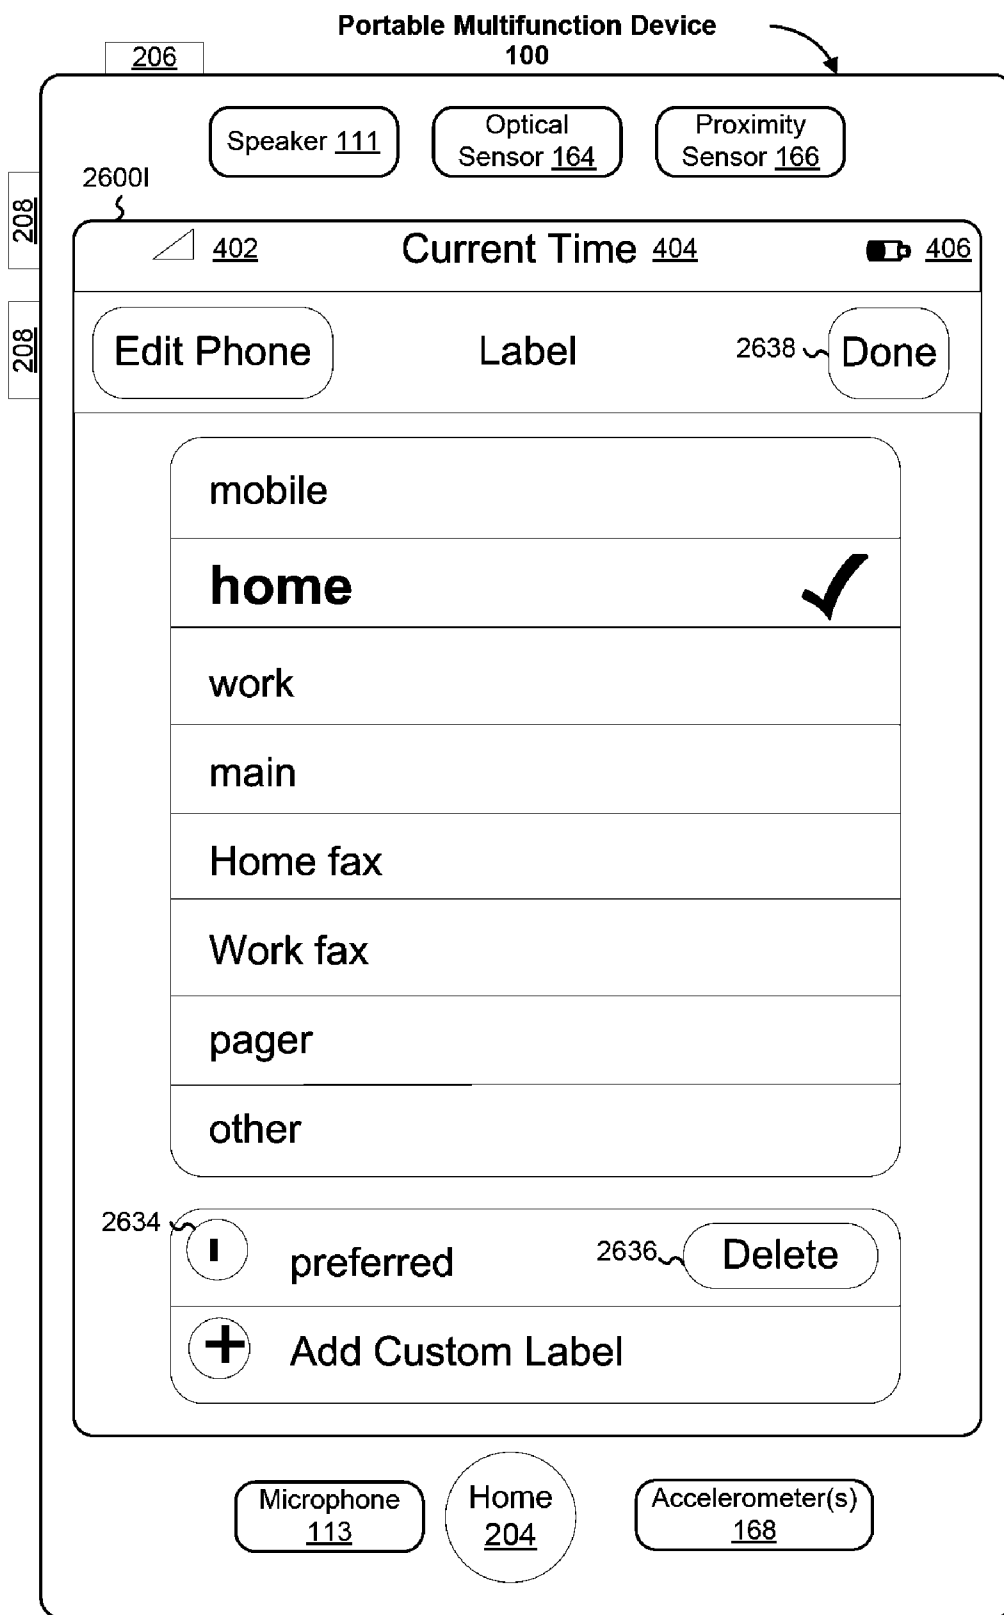 Portable Multifunction Device
100
206
Speaker 111
Optical
Sensor 164
Proximity
Sensor 166
2600I
208
208
402
Current Time 404
406
Edit Phone
Label
2638
Done
mobile
home
work
main
Home fax
Work fax
pager
other
2634
preferred
2636
Delete
Add Custom Label
Microphone
113
Home
204
Accelerometer(s)
168